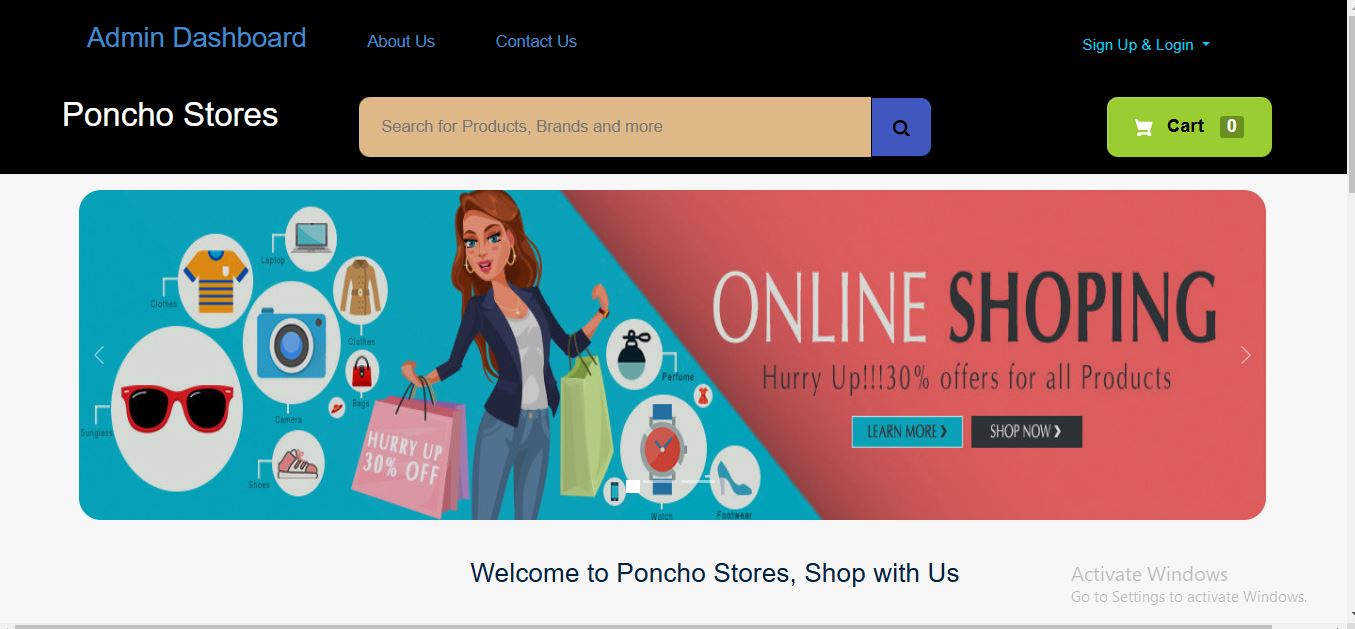 Admin Dashboard
About Us
Contact Us
Sign Up & Login
Poncho Stores
Search for Products, Brands and more
Cart 0
Laplop
Clothes
Clothes
Sunglass
Camera
Bags
Shoes
HURRY UP
30% OFF
Perfume
Watch
Footwear
ONLINE SHOPING
Hurry Up!!!30% offers for all Products
LEARN MORE ❯
SHOP NOW ❯
Welcome to Poncho Stores, Shop with Us
Activate Windows
Go to Settings to activate Windows.